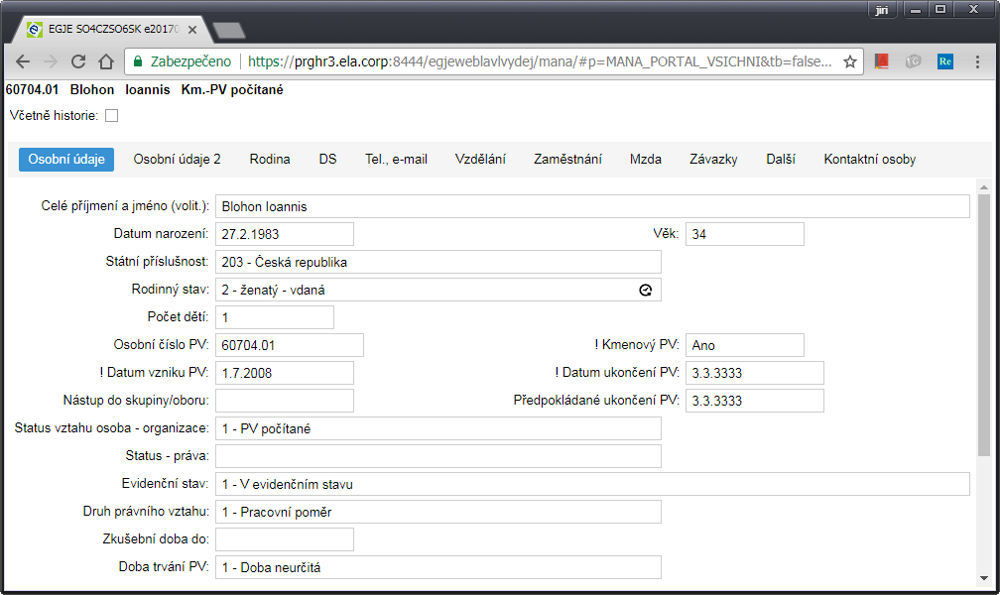 jiri
EGJE SO4CZSO6SK e20170
Zabezpečeno https://prghr3.ela.corp:8444/egjeweblavlvydej/mana/#p=MANA_PORTAL_VSICHNI&tb=false...
Re
60704.01 Blohon Ioannis Km.-PV počítané
Včetně historie:
Osobní údaje Osobní údaje 2 Rodina DS Tel., e-mail Vzdělání Zaměstnání Mzda Závazky Další Kontaktní osoby
Celé příjmení a jméno (volit.): Blohon Ioannis
Datum narození: 27.2.1983 Věk: 34
Státní příslušnost: 203 - Česká republika
Rodinný stav: 2 - ženatý - vdaná
Počet dětí: 1
Osobní číslo PV: 60704.01 ! Kmenový PV: Ano
! Datum vzniku PV: 1.7.2008 ! Datum ukončení PV: 3.3.3333
Nástup do skupiny/oboru: Předpokládané ukončení PV: 3.3.3333
Status vztahu osoba - organizace: 1 - PV počítané
Status - práva:
Evidenční stav: 1 - V evidenčním stavu
Druh právního vztahu: 1 - Pracovní poměr
Zkušební doba do:
Doba trvání PV: 1 - Doba neurčitá